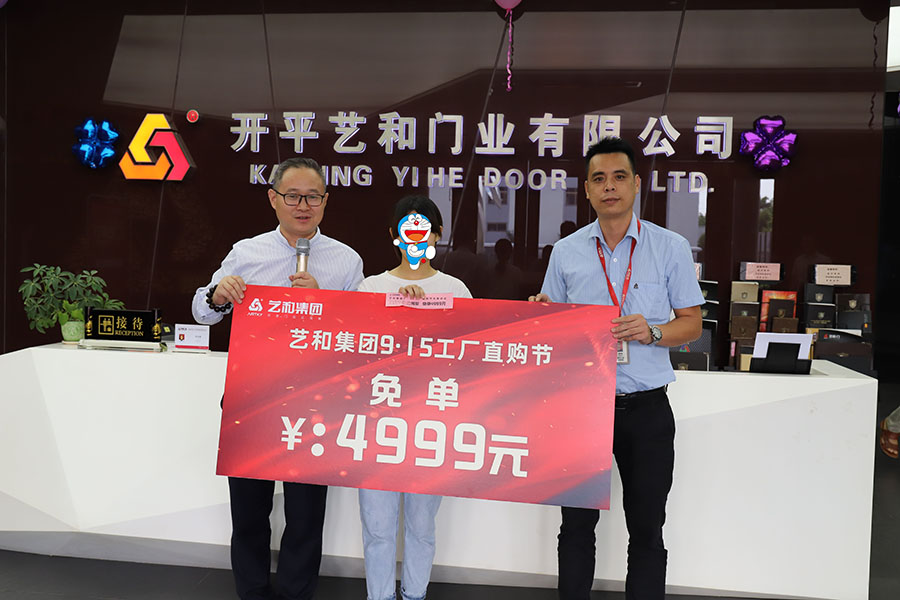 开平艺和门业有限公司
KAIPING YI HE DOOR LTD.
接待
RECEPTION
艺和集团
艺和集团9·15工厂直购节
免单
¥:4999元